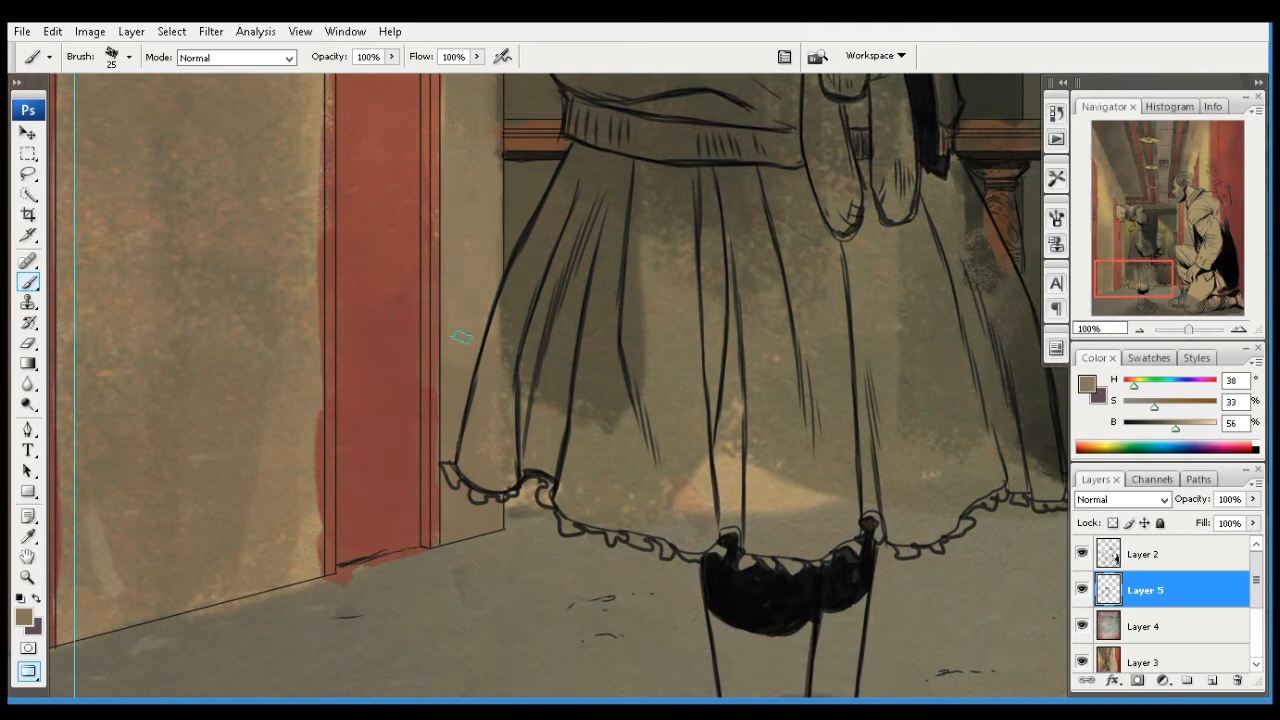 File Edit Image Layer Select Filter Analysis View Window Help
Brush: 25 Mode: Normal Opacity: 100% Flow: 100% Workspace
Ps
Navigator Histogram Info
100%
Color Swatches Styles
H 38 °
S 33 %
B 56 %
Layers Channels Paths
Normal Opacity: 100%
Lock: Fill: 100%
Layer 2
Layer 5
Layer 4
Layer 3
fx
T
A